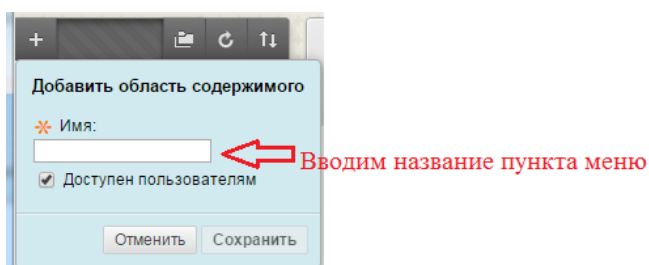 Добавить область содержимого
Имя:
Вводим название пункта меню
Доступен пользователям
Отменить Сохранить